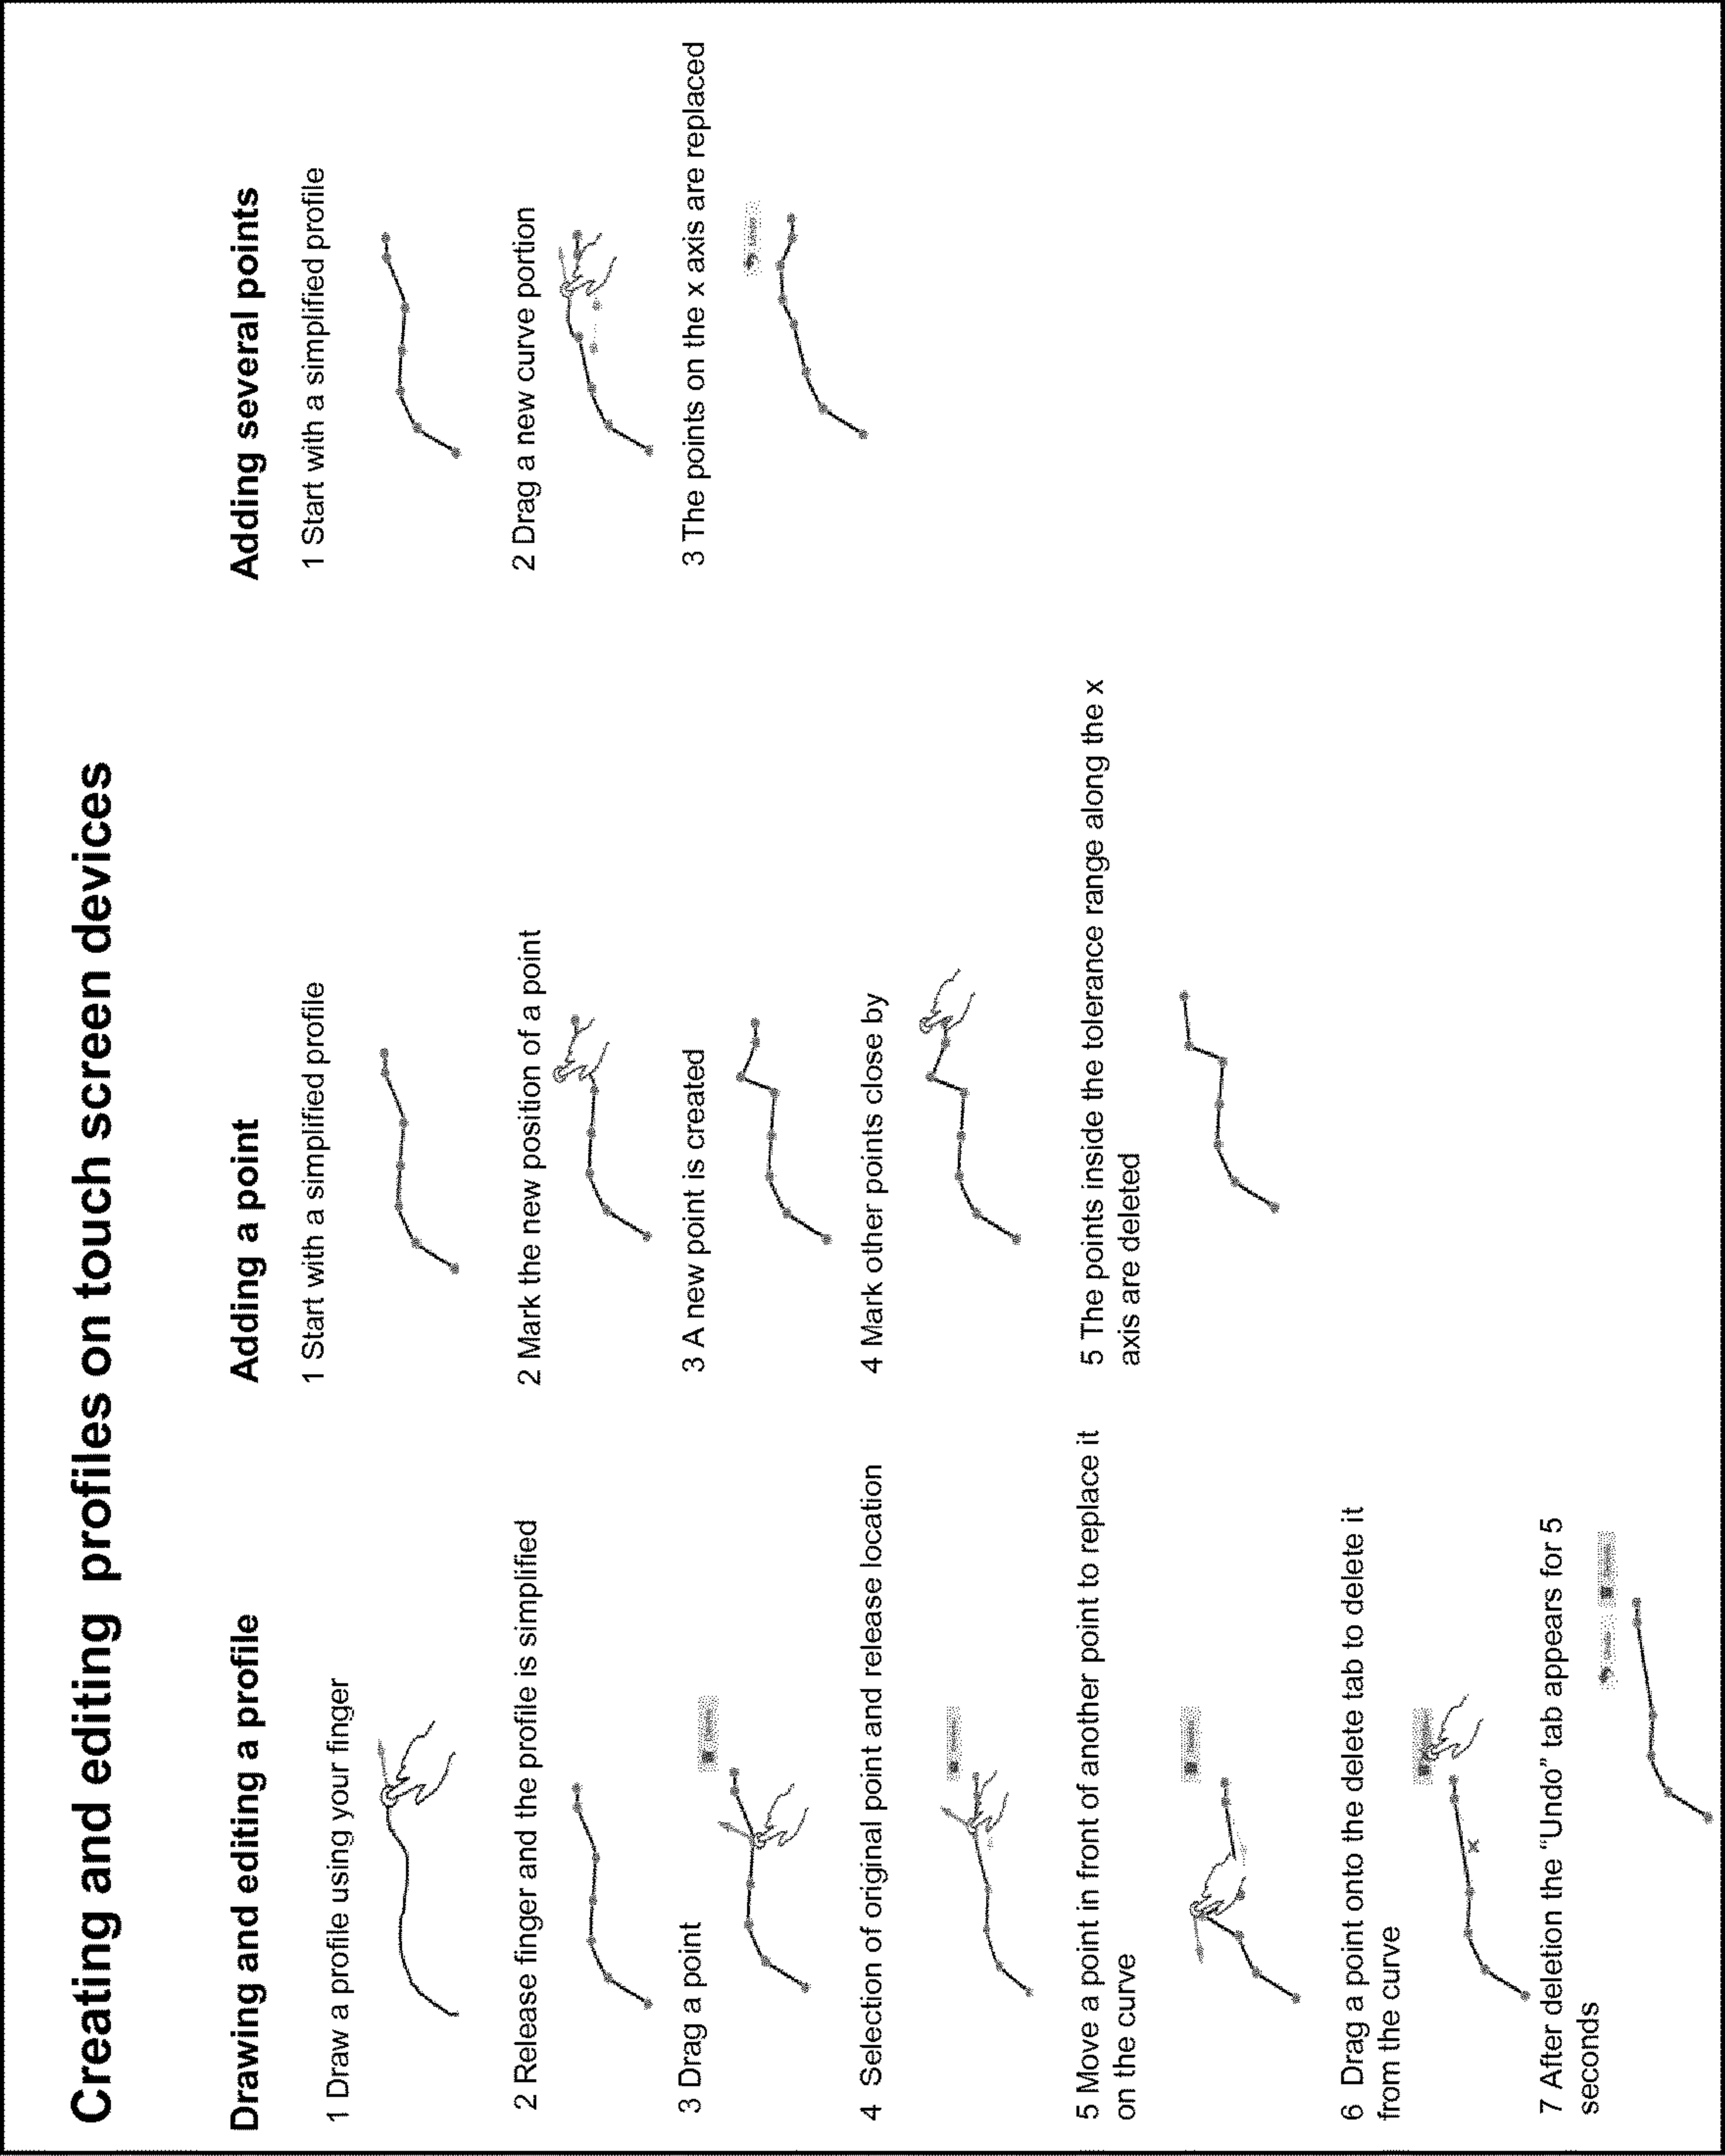 Creating and editing profiles on touch screen devices
Drawing and editing a profile
1 Draw a profile using your finger
2 Release finger and the profile is simplified
3 Drag a point
4 Selection of original point and release location
5 Move a point in front of another point to replace it
on the curve
6 Drag a point onto the delete tab to delete it
from the curve
7 After deletion the “Undo” tab appears for 5
seconds
Adding a point
1 Start with a simplified profile
2 Mark the new position of a point
3 A new point is created
4 Mark other points close by
5 The points inside the tolerance range along the x
axis are deleted
Adding several points
1 Start with a simplified profile
2 Drag a new curve portion
3 The points on the x axis are replaced